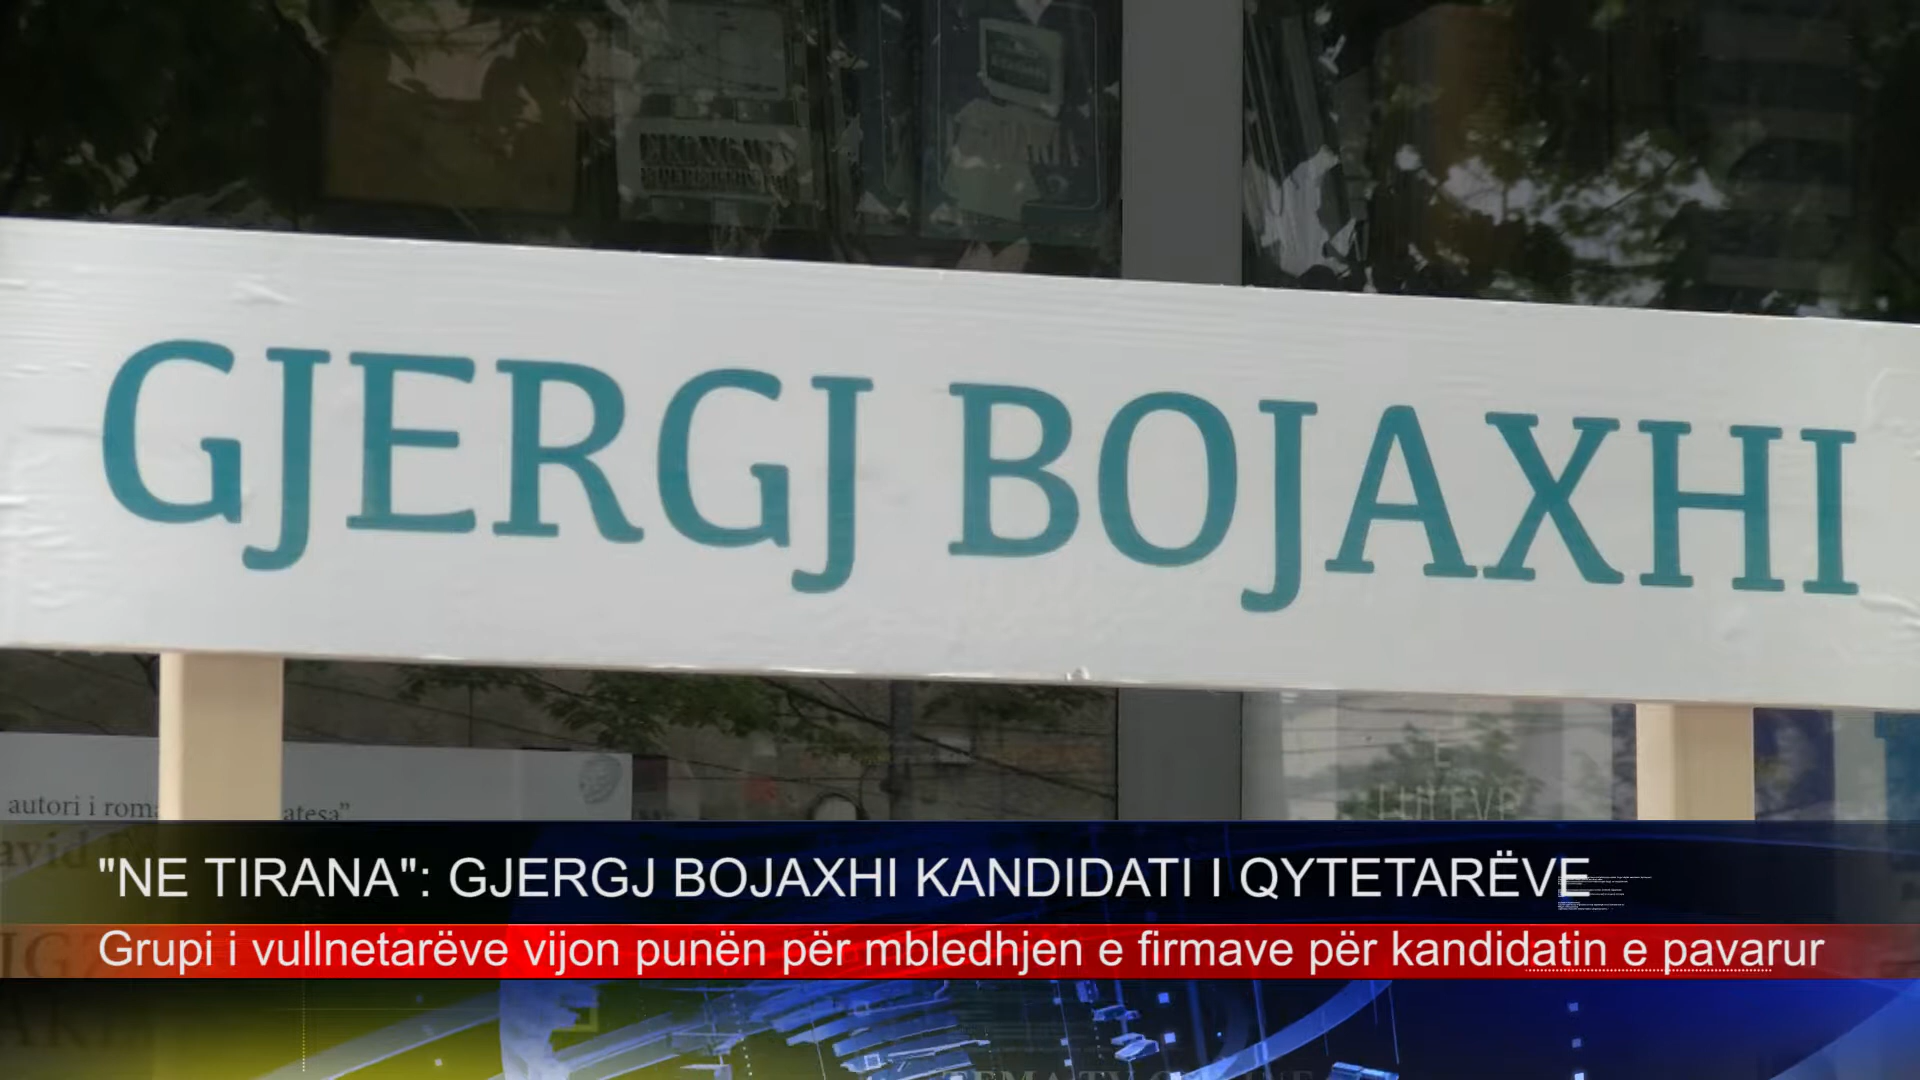 GJERGJ BOJAXHI
autori i roma
atesa”
"NE TIRANA": GJERGJ BOJAXHI KANDIDATI I QYTETARËVE
Grupi i vullnetarëve vijon punën për mbledhjen e firmave për kandidatin e pavarur